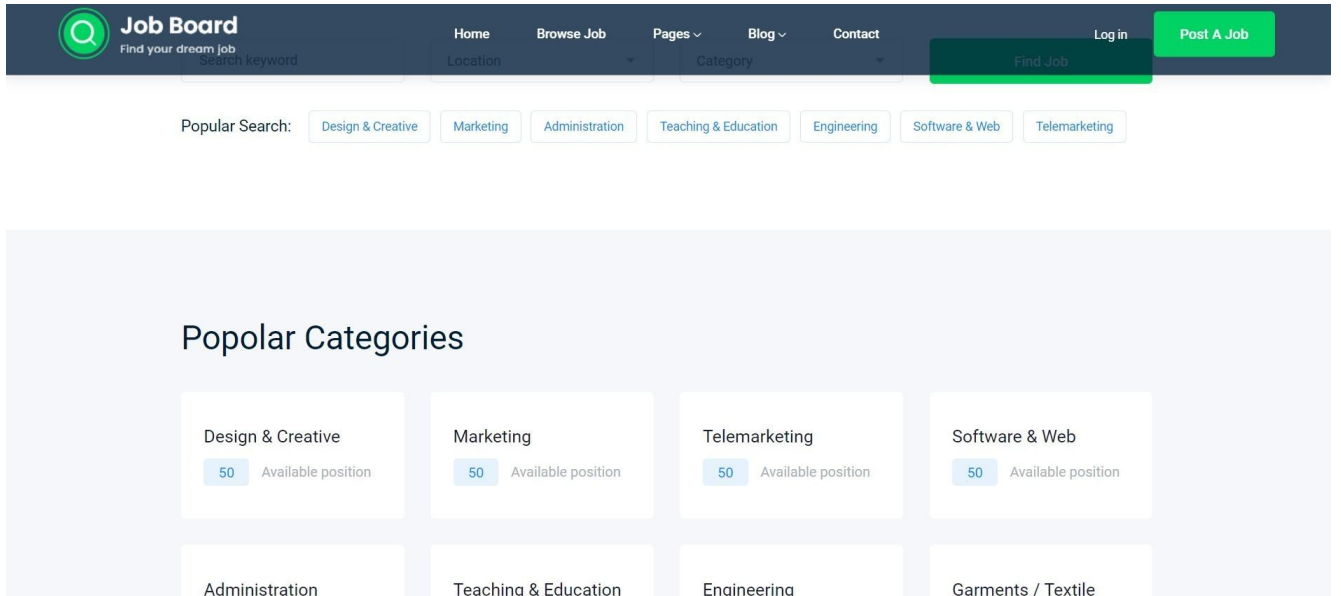 Job Board
Find your dream job
Home Browse Job Pages Blog Contact Log in Post A Job
Search keyword Location Category Find Job
Popular Search: Design & Creative Marketing Administration Teaching & Education Engineering Software & Web Telemarketing
Popolar Categories
Design & Creative Marketing Telemarketing Software & Web
50 Available position 50 Available position 50 Available position 50 Available position
Administration Teaching & Education Engineering Garments / Textile